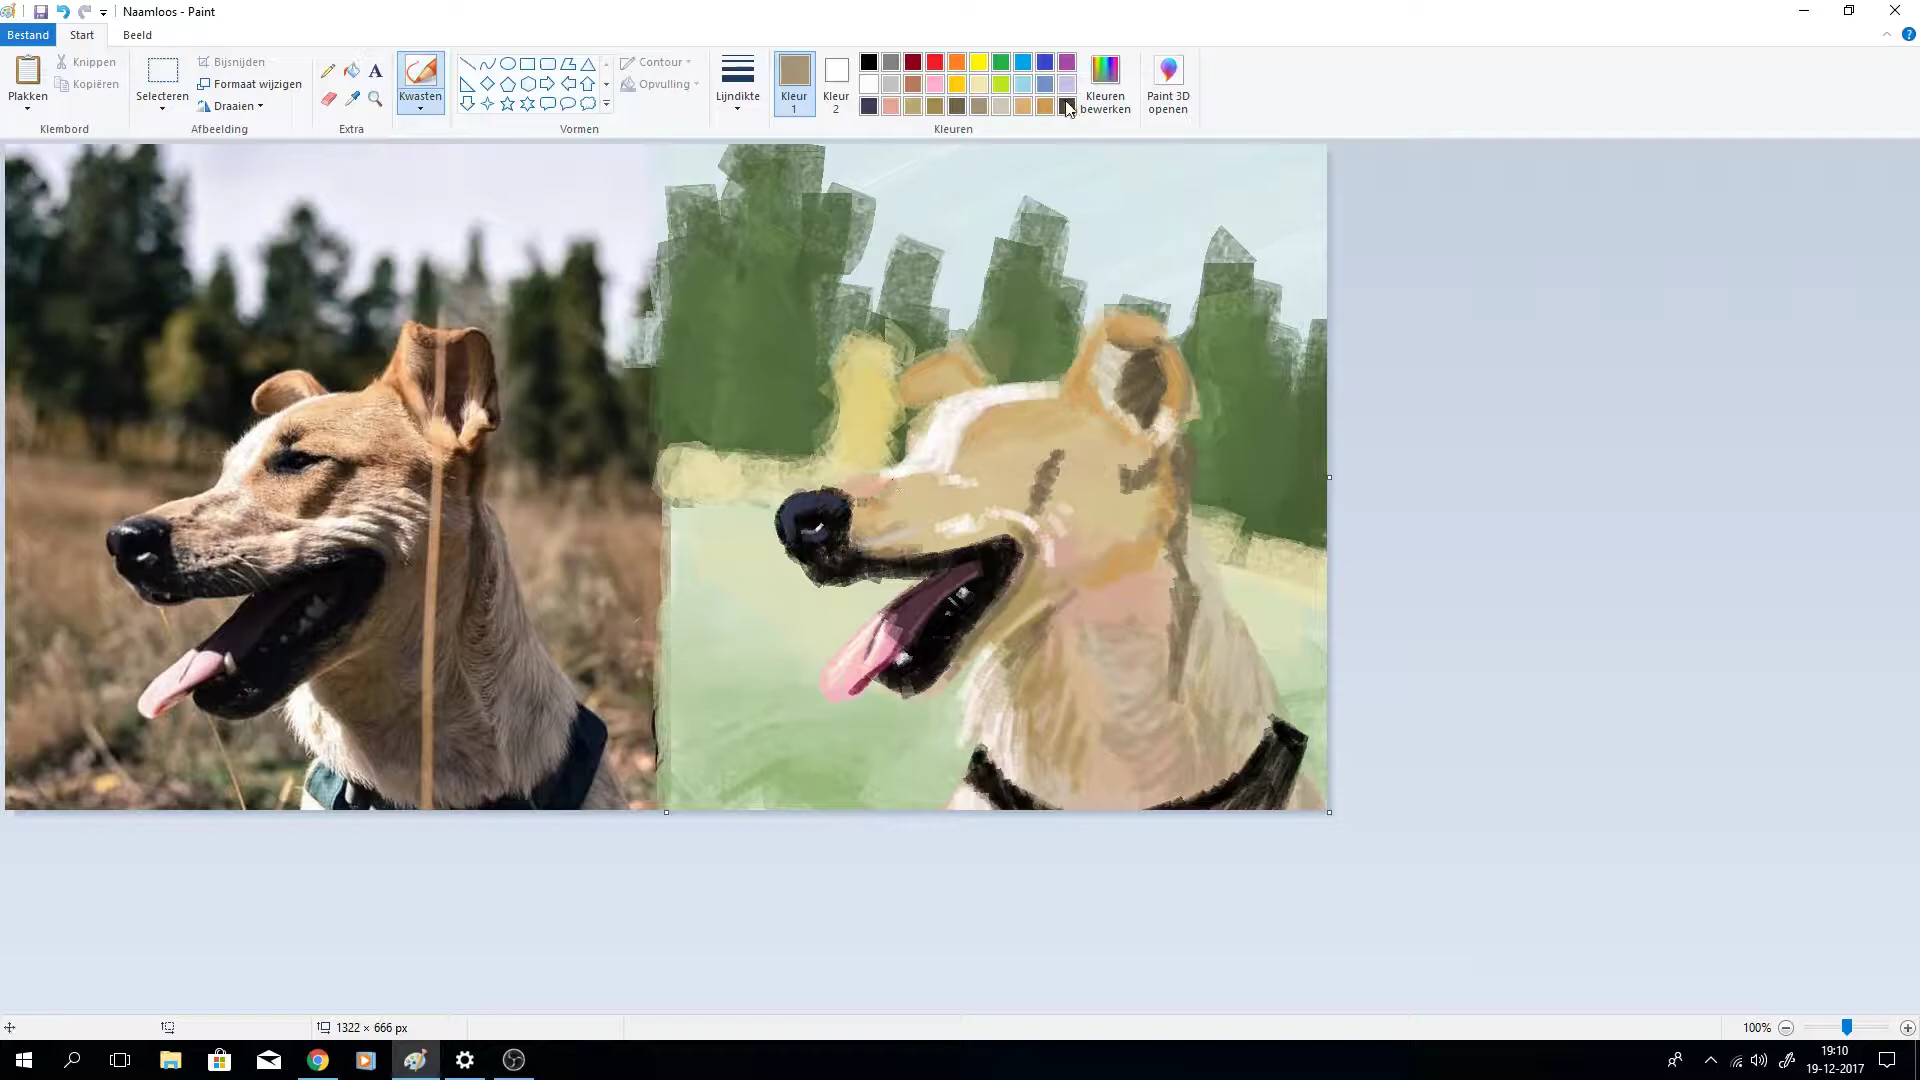 Naamloos - Paint
Bestand Start Beeld
Plakken
Knippen
Kopiëren
Klembord
Selecteren
Bijsnijden
Formaat wijzigen
Draaien
Afbeelding
A
Extra
Kwasten
Contour
Opvulling
Vormen
Lijndikte
Kleur
1
Kleur
2
Kleuren
bewerken
Kleuren
Paint 3D
openen
1322 × 666 px
100%
19:10
19-12-2017